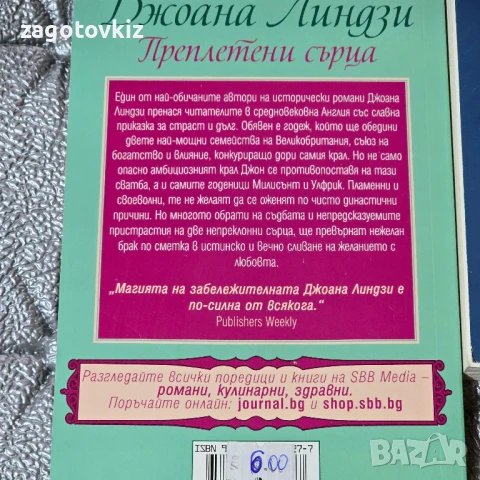 zagotovkiz
Джоана Линдзи
Преплетени сърца
Един от най-обичаните автори на исторически романи Джоана
Линдзи пренася читателите в средновековна Англия със славна
приказка за страст и дълг. Обявен е годеж, който ще обедини
двете най-мощни семейства на Великобритания, съюз на
богатство и влияние, конкуриращо дори самия крал. Но не само
опасно амбициозният крал Джон се противопоставя на тази
сватба, а и самите годеници Милисънт и Улфрик. Пламенни и
своеволни, те не желаят да се оженят по чисто династични
причини. Но многото обрати на съдбата и непредсказуемите
пристрастия на две непреклонни сърца, ще превърнат нежелан
брак по сметка в истинско и вечно сливане на желанието с
любовта.
„Магията на забележителната Джоана Линдзи е
по-силна от всякога.“
Publishers Weekly
Разгледайте всички поредици и книги на SBB Media –
романи, кулинарни, здравни.
Поръчайте онлайн: journal.bg и shop.sbb.bg
ISBN 9 27-7
6.00
BAZAR